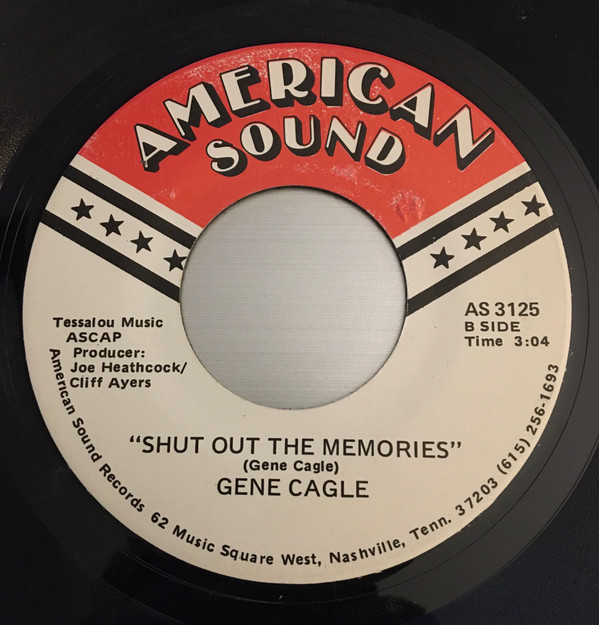 AMERICAN
SOUND
Tessalou Music
ASCAP
Producer:
Joe Heathcock/
Cliff Ayers
AS 3125
B SIDE
Time 3:04
"SHUT OUT THE MEMORIES"
(Gene Cagle)
GENE CAGLE
American Sound Records 62 Music Square West, Nashville, Tenn. 37203 (615) 256-1693